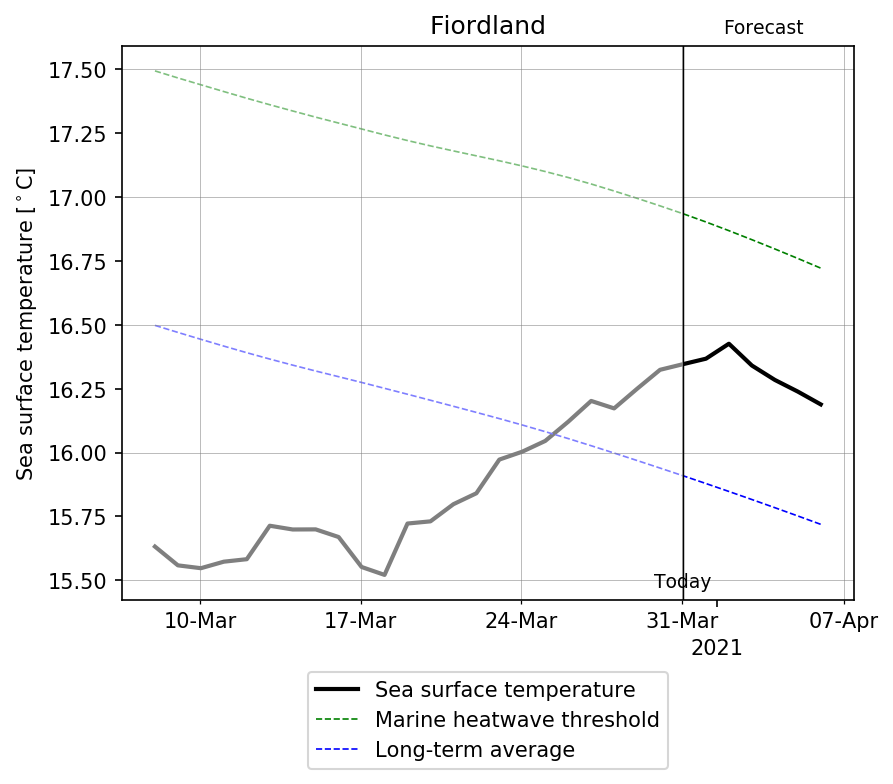 Fiordland
Forecast
Sea surface temperature [°C]
17.50
17.25
17.00
16.75
16.50
16.25
16.00
15.75
15.50
Today
10-Mar 17-Mar 24-Mar 31-Mar 07-Apr
2021
Sea surface temperature
Marine heatwave threshold
Long-term average